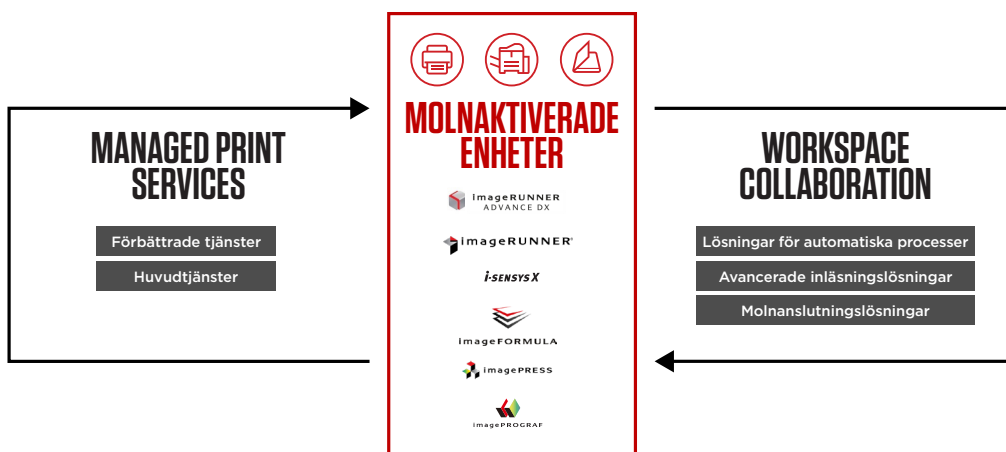 MANAGED PRINT
SERVICES
Förbättrade tjänster
Huvudtjänster
MOLNAKTIVERADE
ENHETER
imageRUNNER
ADVANCE DX
imageRUNNER®
i-SENSYS X
imageFORMULA
imagePRESS
imagePROGRAF
WORKSPACE
COLLABORATION
Lösningar för automatiska processer
Avancerade inläsningslösningar
Molnanslutningslösningar